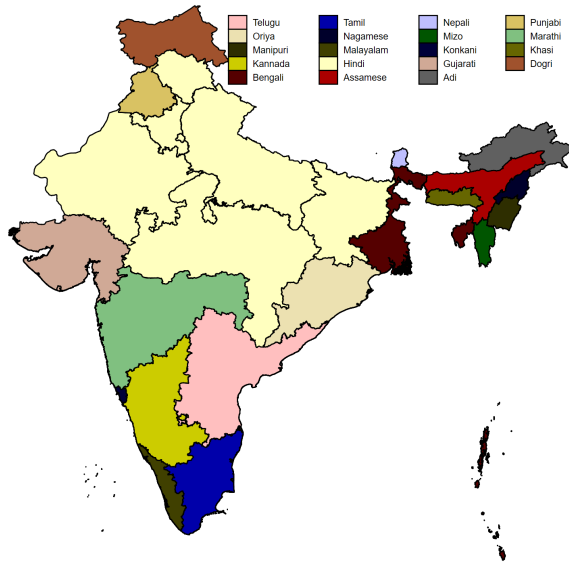 Telugu Tamil Nepali Punjabi
Oriya Nagamese Mizo Marathi
Manipuri Malayalam Konkani Khasi
Kannada Hindi Gujarati Dogri
Bengali Assamese Adi